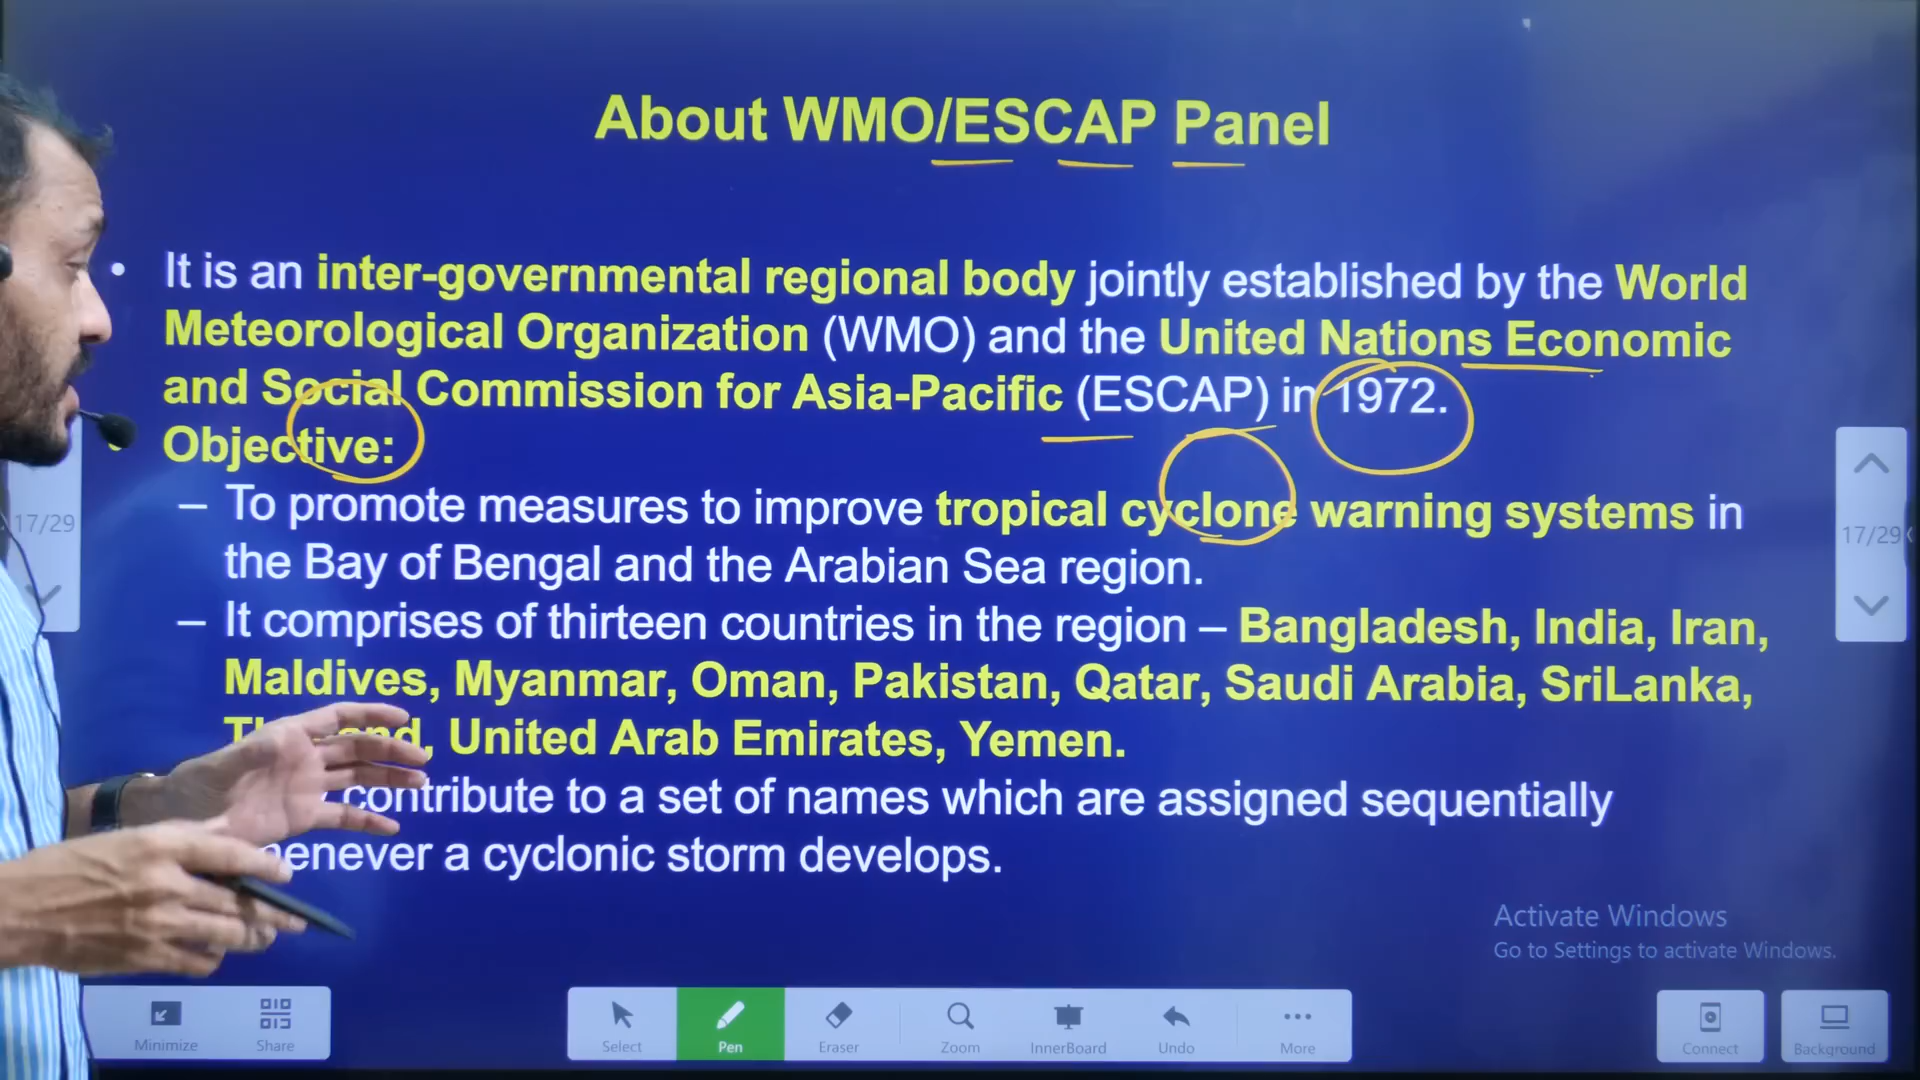 About WMO/ESCAP Panel
• It is an inter-governmental regional body jointly established by the World
Meteorological Organization (WMO) and the United Nations Economic
and Social Commission for Asia-Pacific (ESCAP) in 1972.
Objective:
– To promote measures to improve tropical cyclone warning systems in
the Bay of Bengal and the Arabian Sea region.
– It comprises of thirteen countries in the region – Bangladesh, India, Iran,
Maldives, Myanmar, Oman, Pakistan, Qatar, Saudi Arabia, SriLanka,
United Arab Emirates, Yemen.
contribute to a set of names which are assigned sequentially
a cyclonic storm develops.
17/29
17/29
Activate Windows
Go to Settings to activate Windows.
Minimize
Share
Select
Pen
Eraser
Zoom
InnerBoard
Undo
More
Connect
Background